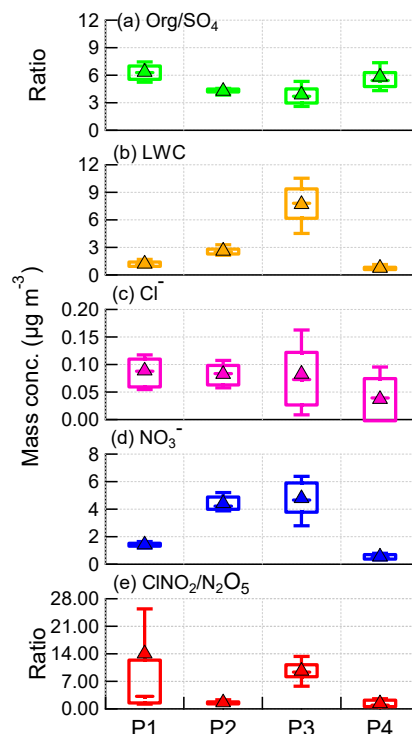 (a) Org/SO₄
12
9
6
3
0
Ratio
(b) LWC
12
9
6
3
0
(c) Cl⁻
0.20
0.15
0.10
0.05
0.00
Mass conc. (µg m⁻³)
(d) NO₃⁻
8
6
4
2
0
(e) ClNO₂/N₂O₅
28.00
21.00
14.00
7.00
0.00
Ratio
P1 P2 P3 P4